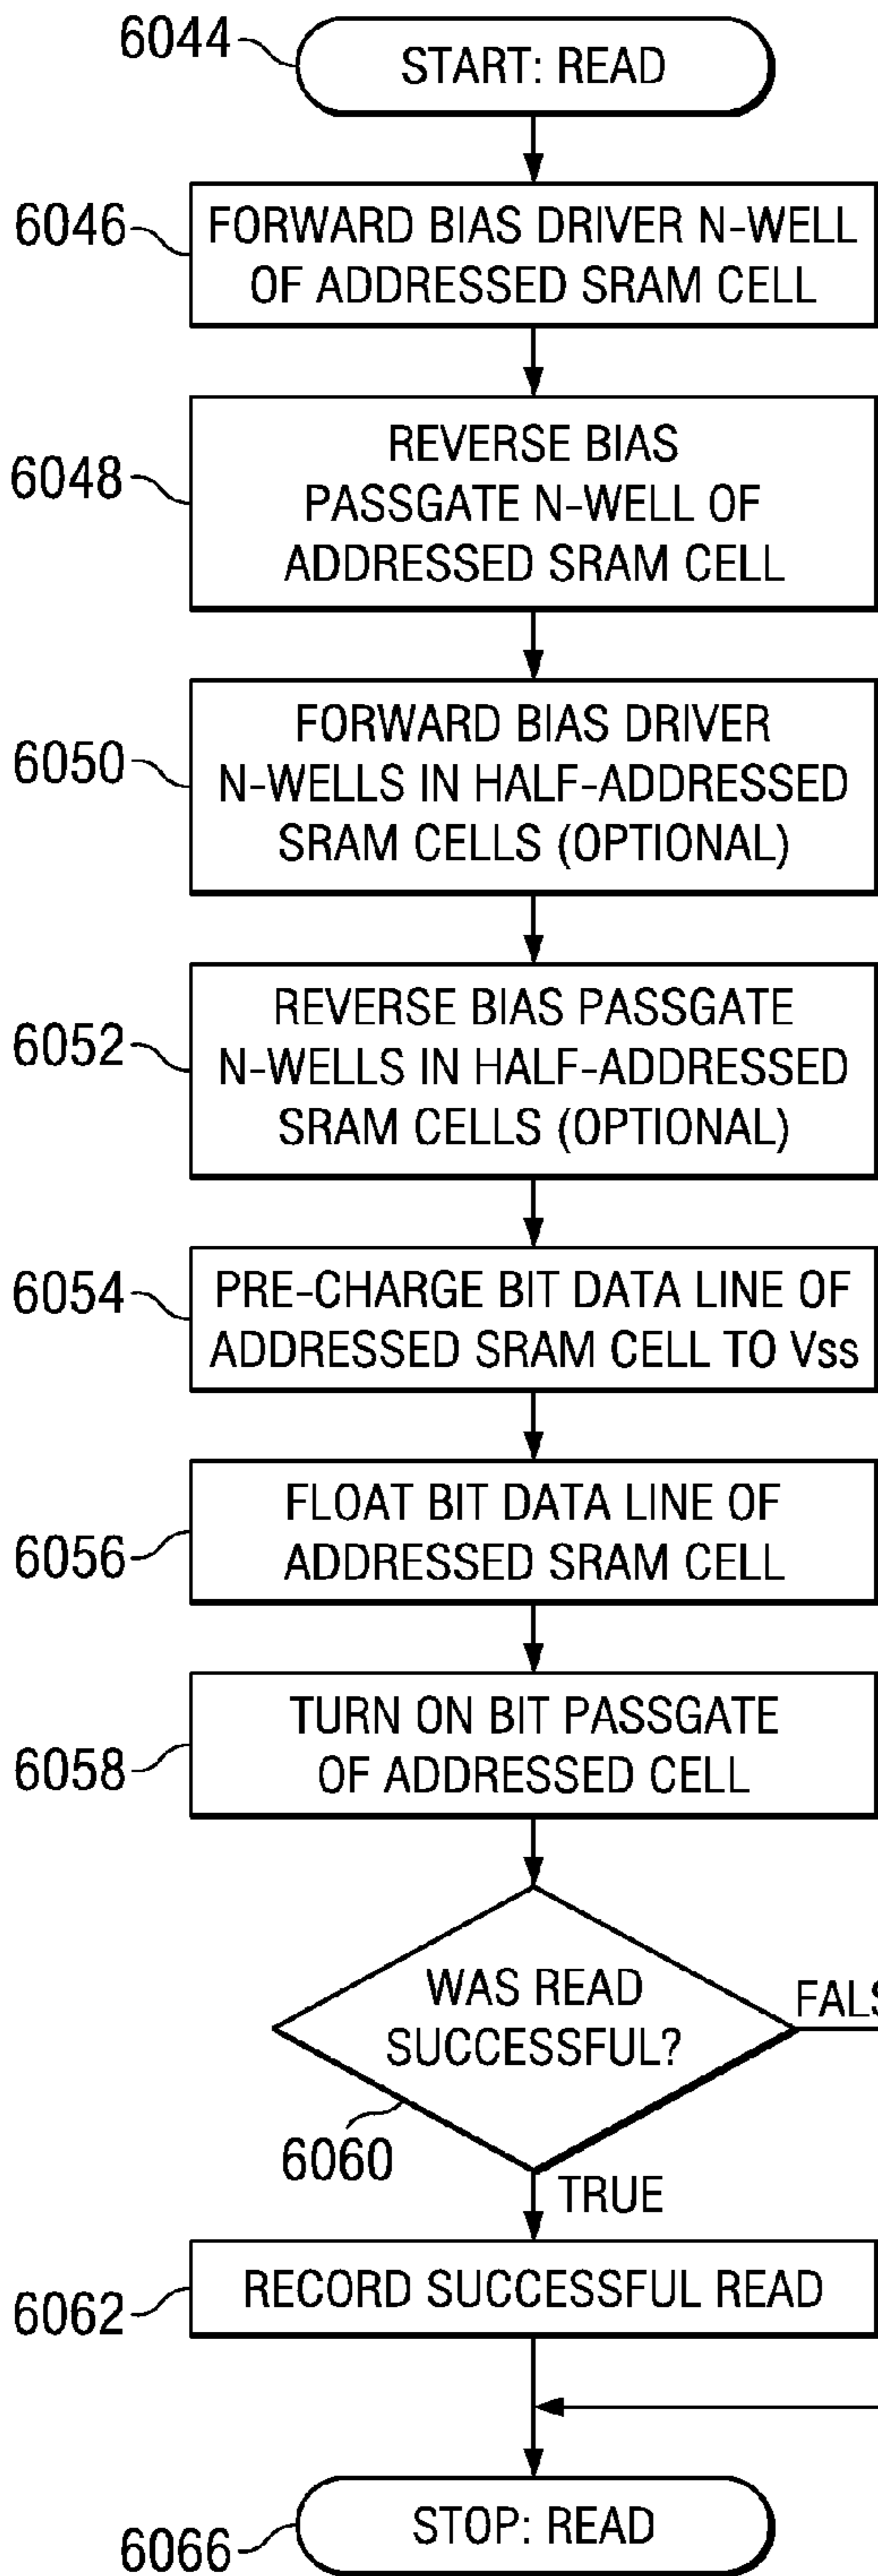 6044
START: READ
6046
FORWARD BIAS DRIVER N-WELL
OF ADDRESSED SRAM CELL
6048
REVERSE BIAS
PASSGATE N-WELL OF
ADDRESSED SRAM CELL
6050
FORWARD BIAS DRIVER
N-WELLS IN HALF-ADDRESSED
SRAM CELLS (OPTIONAL)
6052
REVERSE BIAS PASSGATE
N-WELLS IN HALF-ADDRESSED
SRAM CELLS (OPTIONAL)
6054
PRE-CHARGE BIT DATA LINE OF
ADDRESSED SRAM CELL TO Vss
6056
FLOAT BIT DATA LINE OF
ADDRESSED SRAM CELL
6058
TURN ON BIT PASSGATE
OF ADDRESSED CELL
WAS READ
SUCCESSFUL?
6060
TRUE
6062
RECORD SUCCESSFUL READ
STOP: READ
6066